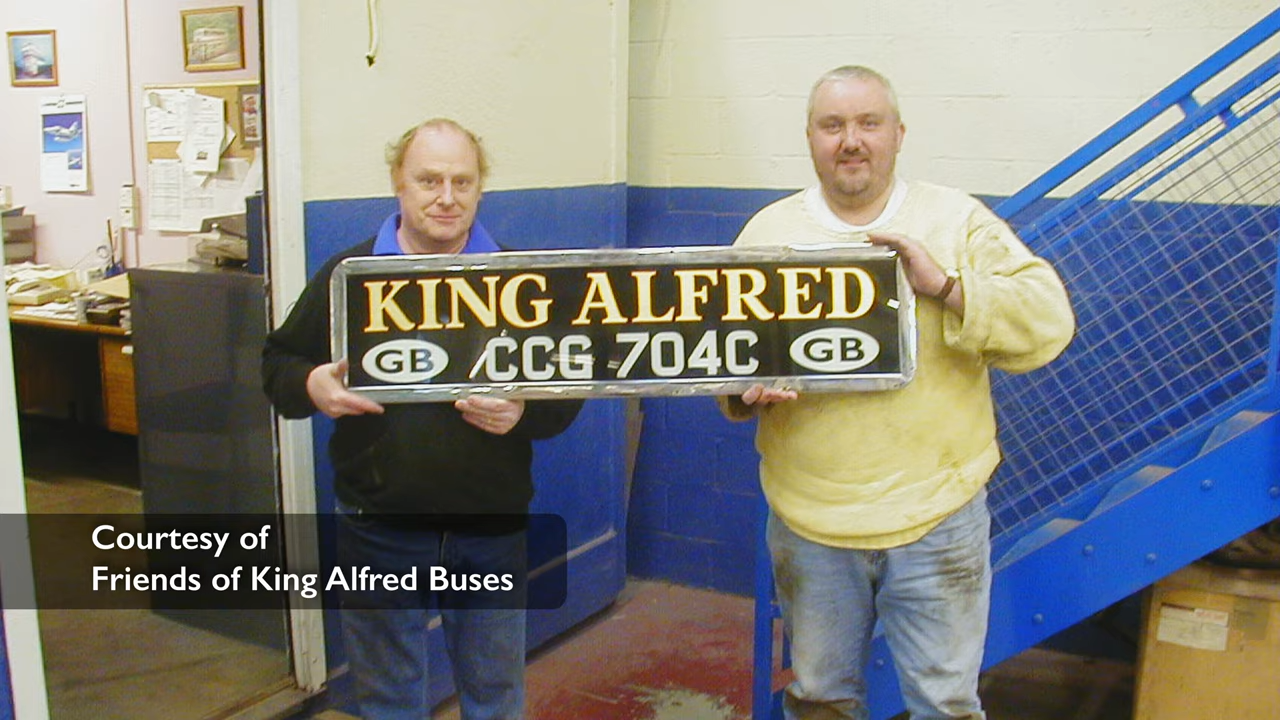 KING ALFRED
GB CCG 704C GB
Courtesy of
Friends of King Alfred Buses